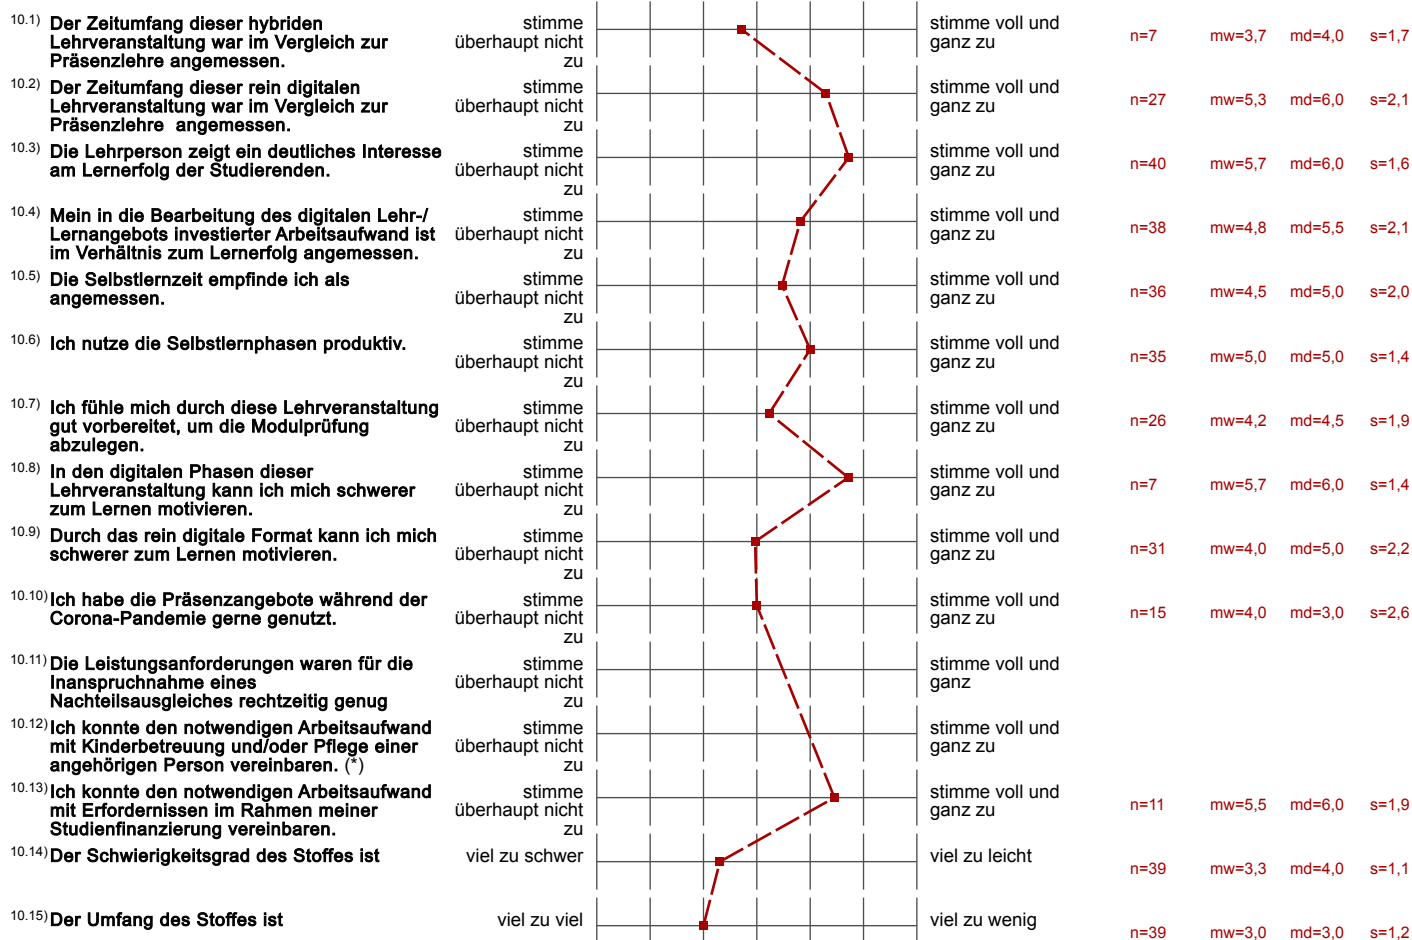 10.1) Der Zeitumfang dieser hybriden
Lehrveranstaltung war im Vergleich zur
Präsenzlehre angemessen.
stimme
überhaupt nicht
zu
stimme voll und
ganz zu
n=7 mw=3,7 md=4,0 s=1,7
10.2) Der Zeitumfang dieser rein digitalen
Lehrveranstaltung war im Vergleich zur
Präsenzlehre angemessen.
stimme
überhaupt nicht
zu
stimme voll und
ganz zu
n=27 mw=5,3 md=6,0 s=2,1
10.3) Die Lehrperson zeigt ein deutliches Interesse
am Lernerfolg der Studierenden.
stimme
überhaupt nicht
zu
stimme voll und
ganz zu
n=40 mw=5,7 md=6,0 s=1,6
10.4) Mein in die Bearbeitung des digitalen Lehr-/
Lernangebots investierter Arbeitsaufwand ist
im Verhältnis zum Lernerfolg angemessen.
stimme
überhaupt nicht
zu
stimme voll und
ganz zu
n=38 mw=4,8 md=5,5 s=2,1
10.5) Die Selbstlernzeit empfinde ich als
angemessen.
stimme
überhaupt nicht
zu
stimme voll und
ganz zu
n=36 mw=4,5 md=5,0 s=2,0
10.6) Ich nutze die Selbstlernphasen produktiv.
stimme
überhaupt nicht
zu
stimme voll und
ganz zu
n=35 mw=5,0 md=5,0 s=1,4
10.7) Ich fühle mich durch diese Lehrveranstaltung
gut vorbereitet, um die Modulprüfung
abzulegen.
stimme
überhaupt nicht
zu
stimme voll und
ganz zu
n=26 mw=4,2 md=4,5 s=1,9
10.8) In den digitalen Phasen dieser
Lehrveranstaltung kann ich mich schwerer
zum Lernen motivieren.
stimme
überhaupt nicht
zu
stimme voll und
ganz zu
n=7 mw=5,7 md=6,0 s=1,4
10.9) Durch das rein digitale Format kann ich mich
schwerer zum Lernen motivieren.
stimme
überhaupt nicht
zu
stimme voll und
ganz zu
n=31 mw=4,0 md=5,0 s=2,2
10.10) Ich habe die Präsenzangebote während der
Corona-Pandemie gerne genutzt.
stimme
überhaupt nicht
zu
stimme voll und
ganz zu
n=15 mw=4,0 md=3,0 s=2,6
10.11) Die Leistungsanforderungen waren für die
Inanspruchnahme eines
Nachteilsausgleiches rechtzeitig genug
stimme
überhaupt nicht
zu
stimme voll und
ganz
10.12) Ich konnte den notwendigen Arbeitsaufwand
mit Kinderbetreuung und/oder Pflege einer
angehörigen Person vereinbaren. (*)
stimme
überhaupt nicht
zu
stimme voll und
ganz zu
10.13) Ich konnte den notwendigen Arbeitsaufwand
mit Erfordernissen im Rahmen meiner
Studienfinanzierung vereinbaren.
stimme
überhaupt nicht
zu
stimme voll und
ganz zu
n=11 mw=5,5 md=6,0 s=1,9
10.14) Der Schwierigkeitsgrad des Stoffes ist
viel zu schwer
viel zu leicht
n=39 mw=3,3 md=4,0 s=1,1
10.15) Der Umfang des Stoffes ist
viel zu viel
viel zu wenig
n=39 mw=3,0 md=3,0 s=1,2